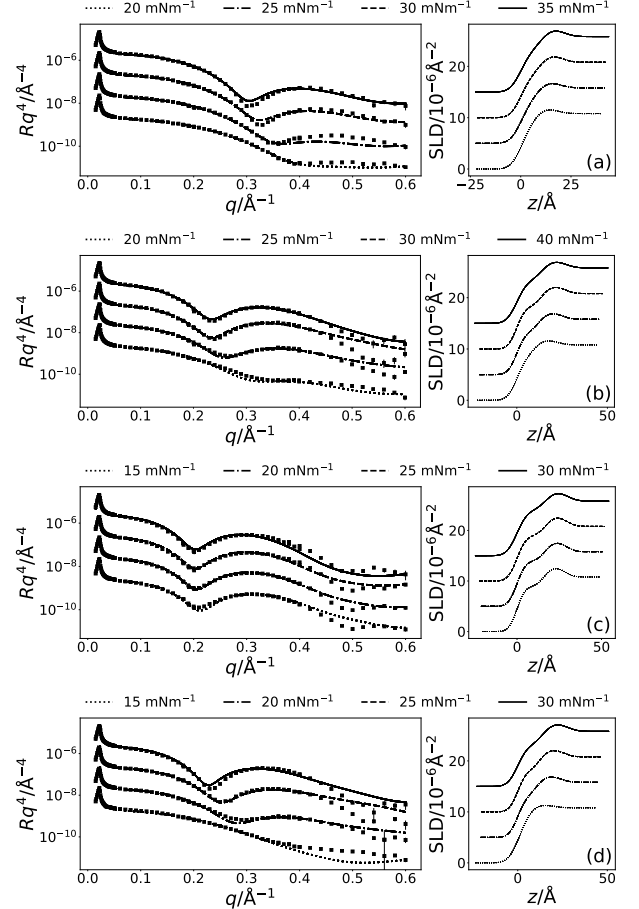 20 mNm⁻¹ 25 mNm⁻¹ 30 mNm⁻¹ 35 mNm⁻¹
10⁻⁶
10⁻⁸
10⁻¹⁰
Rq⁴/Å⁻⁴
0.0 0.1 0.2 0.3 0.4 0.5 0.6
q/Å⁻¹
SLD/10⁻⁶Å⁻²
20
10
0
−25 0 25
z/Å
(a)
20 mNm⁻¹ 25 mNm⁻¹ 30 mNm⁻¹ 40 mNm⁻¹
10⁻⁶
10⁻⁸
10⁻¹⁰
Rq⁴/Å⁻⁴
0.0 0.1 0.2 0.3 0.4 0.5 0.6
q/Å⁻¹
SLD/10⁻⁶Å⁻²
20
10
0
0 50
z/Å
(b)
15 mNm⁻¹ 20 mNm⁻¹ 25 mNm⁻¹ 30 mNm⁻¹
10⁻⁶
10⁻⁸
10⁻¹⁰
Rq⁴/Å⁻⁴
0.0 0.1 0.2 0.3 0.4 0.5 0.6
q/Å⁻¹
SLD/10⁻⁶Å⁻²
20
10
0
0 50
z/Å
(c)
15 mNm⁻¹ 20 mNm⁻¹ 25 mNm⁻¹ 30 mNm⁻¹
10⁻⁶
10⁻⁸
10⁻¹⁰
Rq⁴/Å⁻⁴
0.0 0.1 0.2 0.3 0.4 0.5 0.6
q/Å⁻¹
SLD/10⁻⁶Å⁻²
20
10
0
0 50
z/Å
(d)